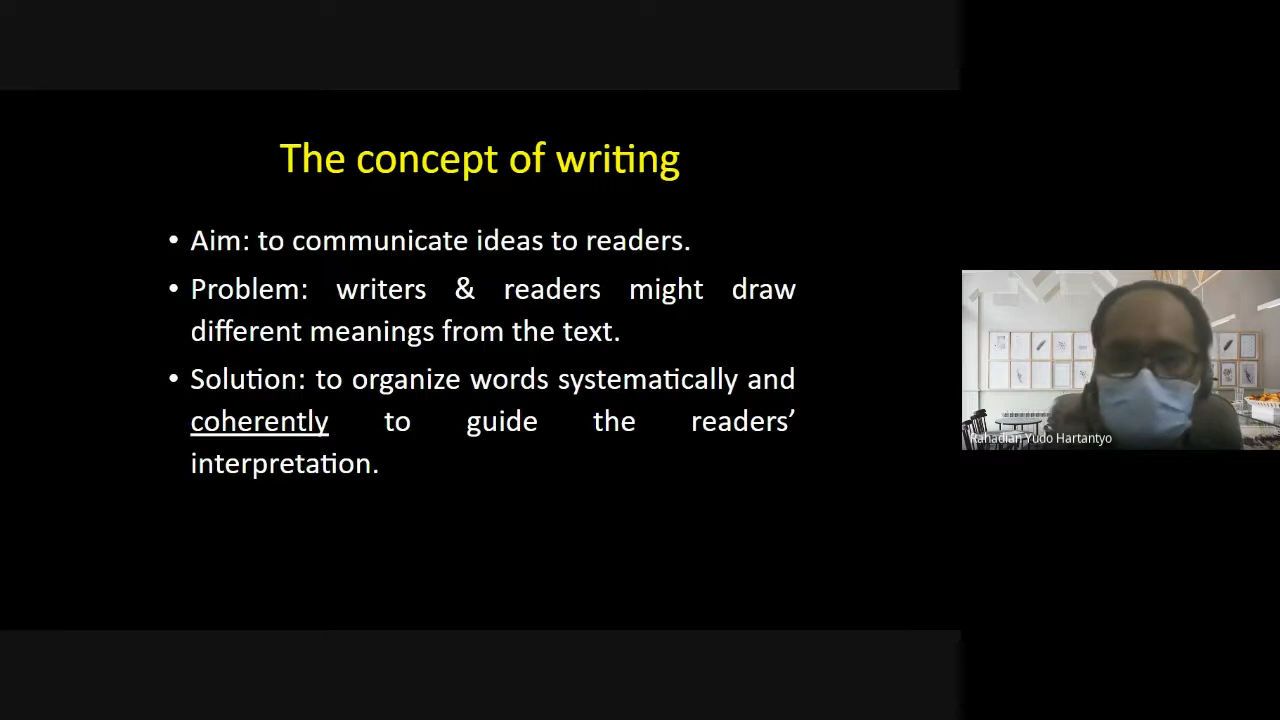 The concept of writing
• Aim: to communicate ideas to readers.
• Problem: writers & readers might draw
different meanings from the text.
• Solution: to organize words systematically and
coherently to guide the readers’
interpretation.
Rahadian Yudo Hartantyo